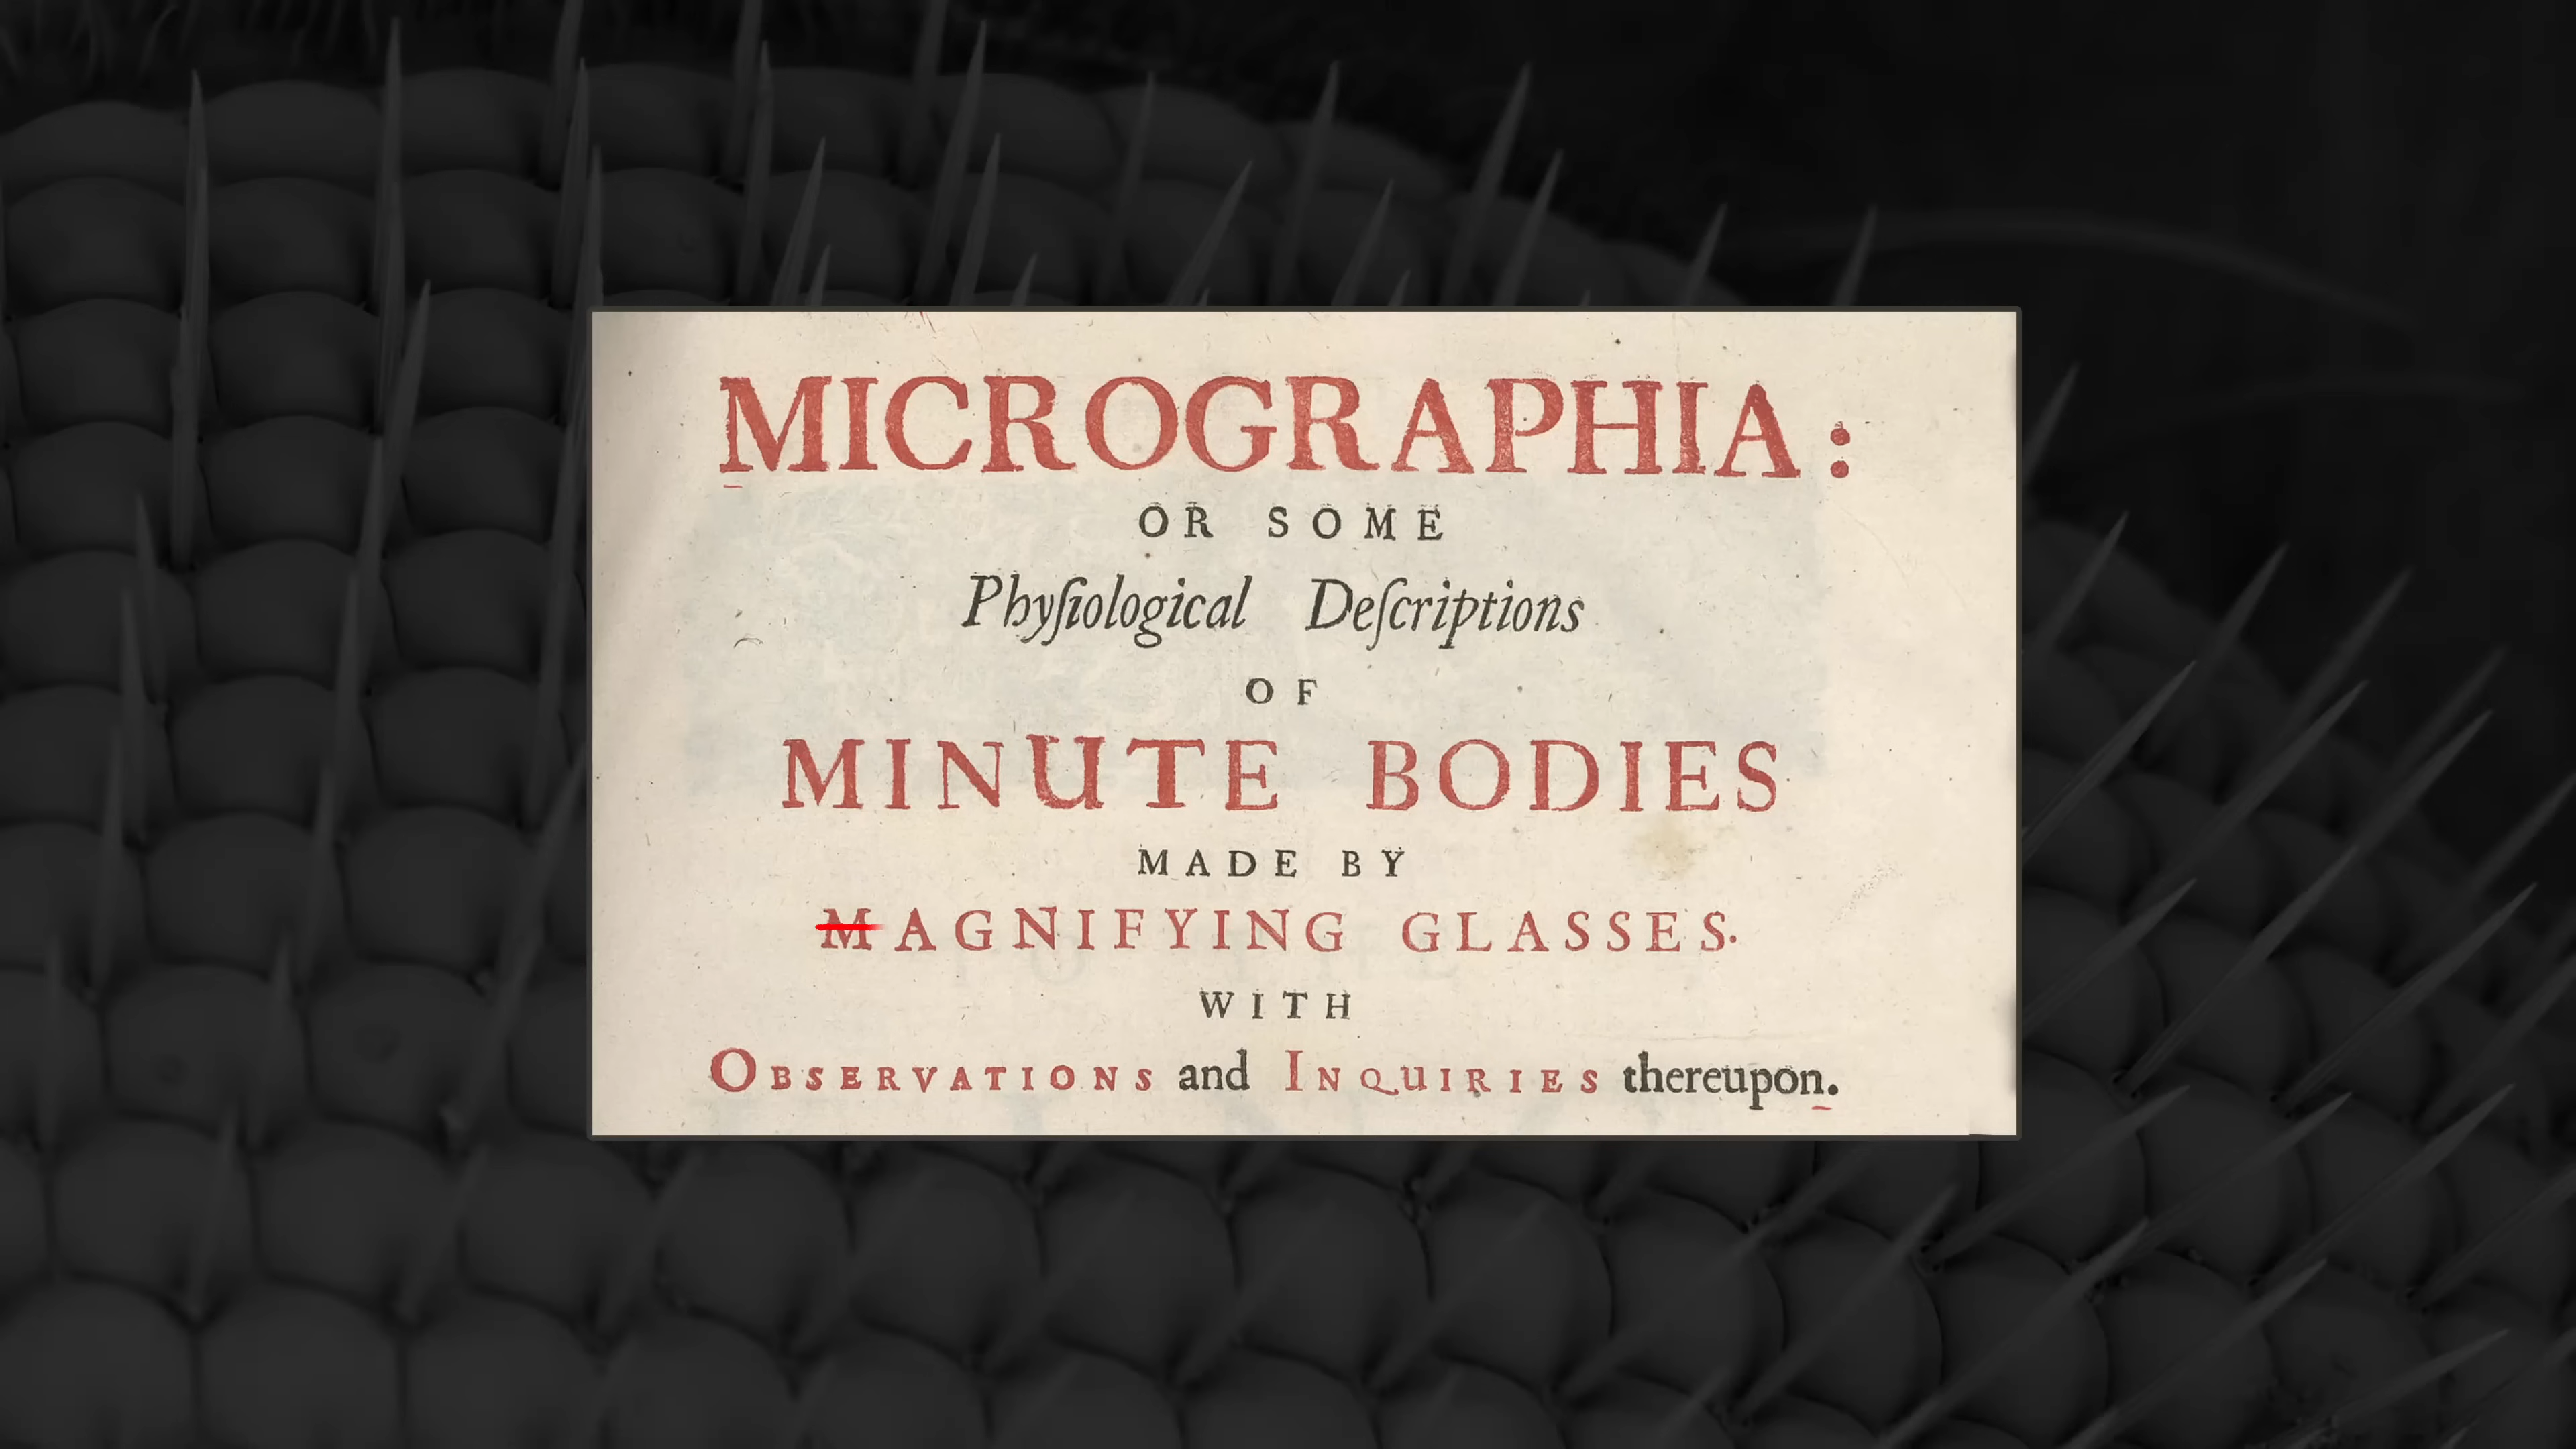 MICROGRAPHIA:
OR SOME
Phyſiological Deſcriptions
OF
MINUTE BODIES
MADE BY
MAGNIFYING GLASSES.
WITH
OBSERVATIONS and INQUIRIES thereupon.